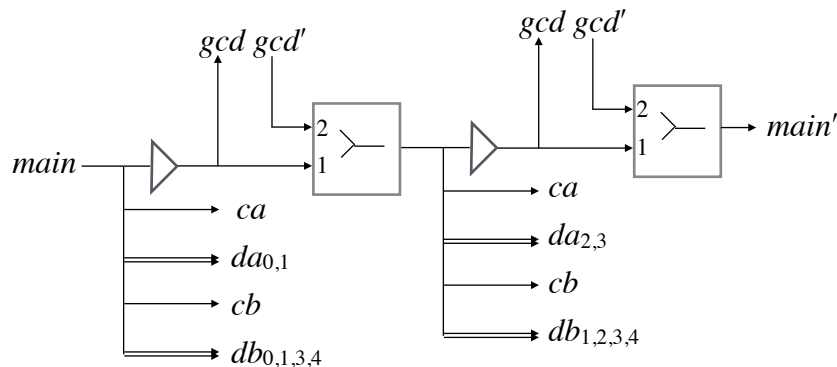 gcd gcd′
gcd gcd′
2
1
2
1
main
main′
ca
da0,1
cb
db0,1,3,4
ca
da2,3
cb
db1,2,3,4